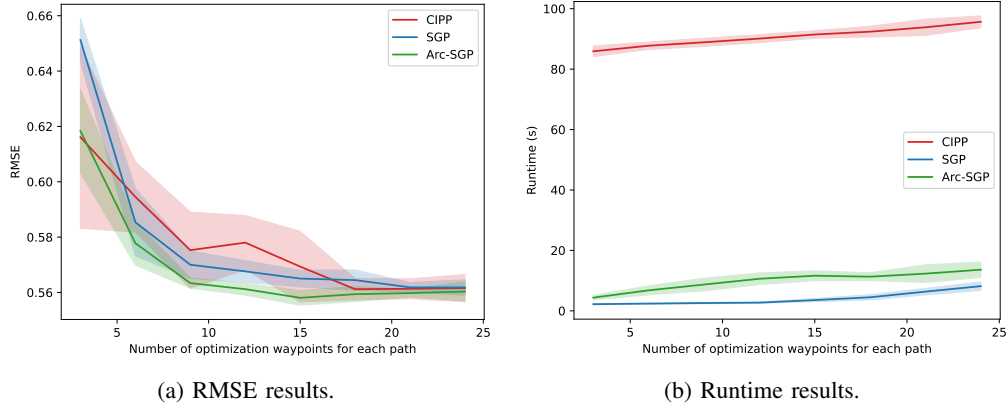 0.66
0.64
0.62
0.60
0.58
0.56
RMSE
CIPP
SGP
Arc-SGP
5
10
15
20
25
Number of optimization waypoints for each path
(a) RMSE results.
100
80
60
40
20
0
Runtime (s)
CIPP
SGP
Arc-SGP
5
10
15
20
25
Number of optimization waypoints for each path
(b) Runtime results.